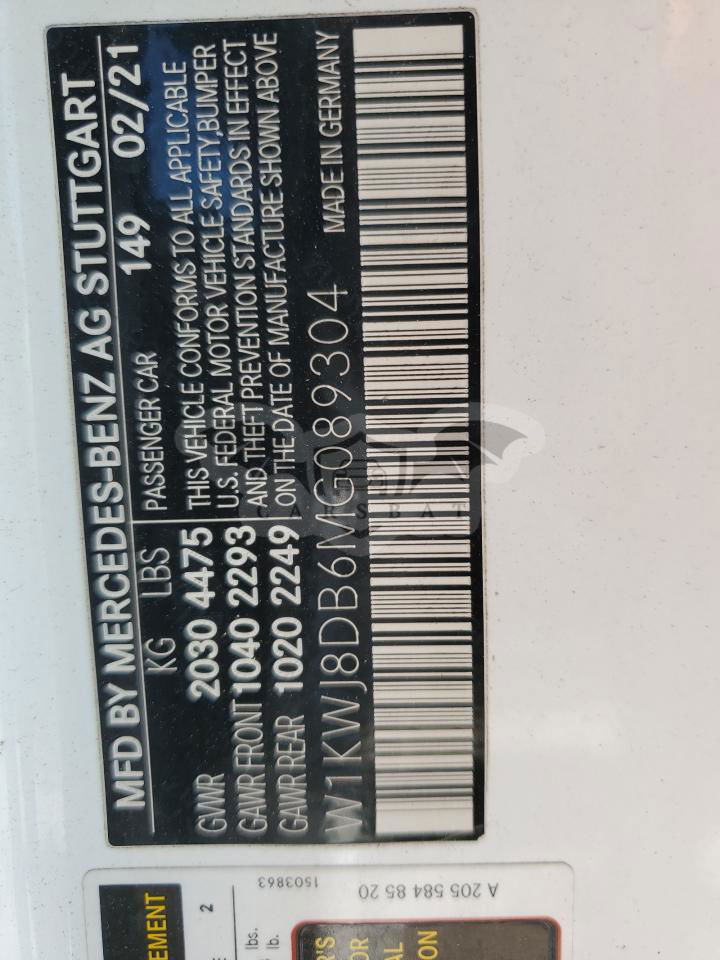 MFD BY MERCEDES-BENZ AG STUTTGART
KG LBS PASSENGER CAR 149 02/21
GVWR 2030 4475 THIS VEHICLE CONFORMS TO ALL APPLICABLE
GAWR FRONT 1040 2293 U.S. FEDERAL MOTOR VEHICLE SAFETY,BUMPER
GAWR REAR 1020 2249 AND THEFT PREVENTION STANDARDS IN EFFECT
ON THE DATE OF MANUFACTURE SHOWN ABOVE
W1KWJ8DB6MG089304 MADE IN GERMANY
CARSBAT
A 205 584 85 20
1503863
EMENT
2
lbs.
lb.
R'S
OR
AL
ON